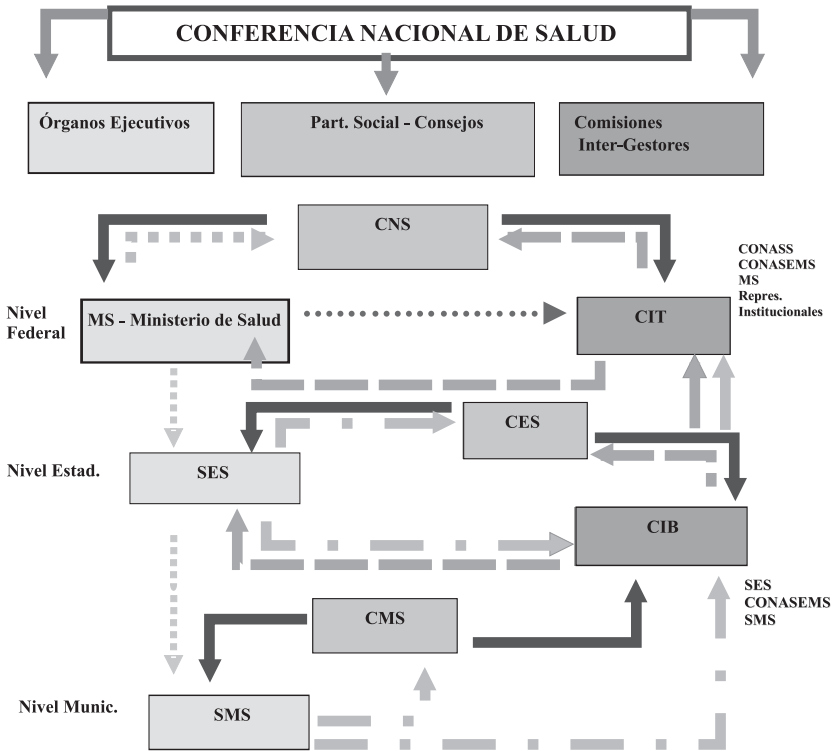 CONFERENCIA NACIONAL DE SALUD
Órganos Ejecutivos
Part. Social - Consejos
Comisiones
Inter-Gestores
CNS
CONASS
CONASEMS
MS
Repres.
Institucionales
Nivel
Federal
MS - Ministerio de Salud
CIT
CES
Nivel Estad.
SES
CIB
SES
CONASEMS
SMS
CMS
Nivel Munic.
SMS